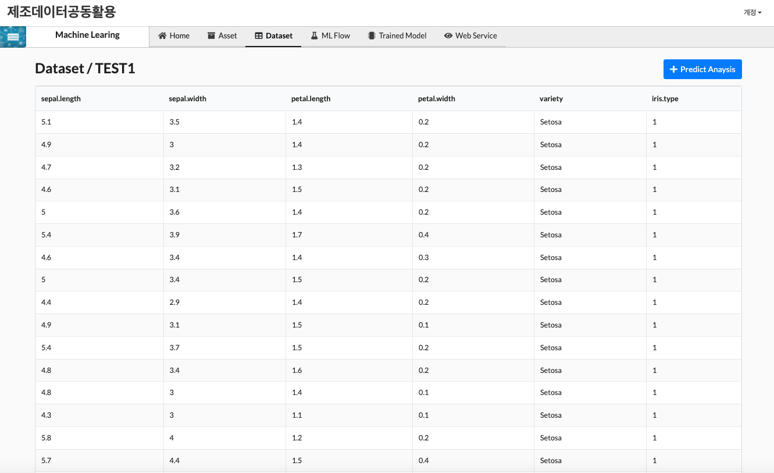 제조데이터공동활용
계정
Machine Learing
Home Asset Dataset ML Flow Trained Model Web Service
Dataset / TEST1
Predict Anaysis
sepal.length sepal.width petal.length petal.width variety iris.type
5.1 3.5 1.4 0.2 Setosa 1
4.9 3 1.4 0.2 Setosa 1
4.7 3.2 1.3 0.2 Setosa 1
4.6 3.1 1.5 0.2 Setosa 1
5 3.6 1.4 0.2 Setosa 1
5.4 3.9 1.7 0.4 Setosa 1
4.6 3.4 1.4 0.3 Setosa 1
5 3.4 1.5 0.2 Setosa 1
4.4 2.9 1.4 0.2 Setosa 1
4.9 3.1 1.5 0.1 Setosa 1
5.4 3.7 1.5 0.2 Setosa 1
4.8 3.4 1.6 0.2 Setosa 1
4.8 3 1.4 0.1 Setosa 1
4.3 3 1.1 0.1 Setosa 1
5.8 4 1.2 0.2 Setosa 1
5.7 4.4 1.5 0.4 Setosa 1